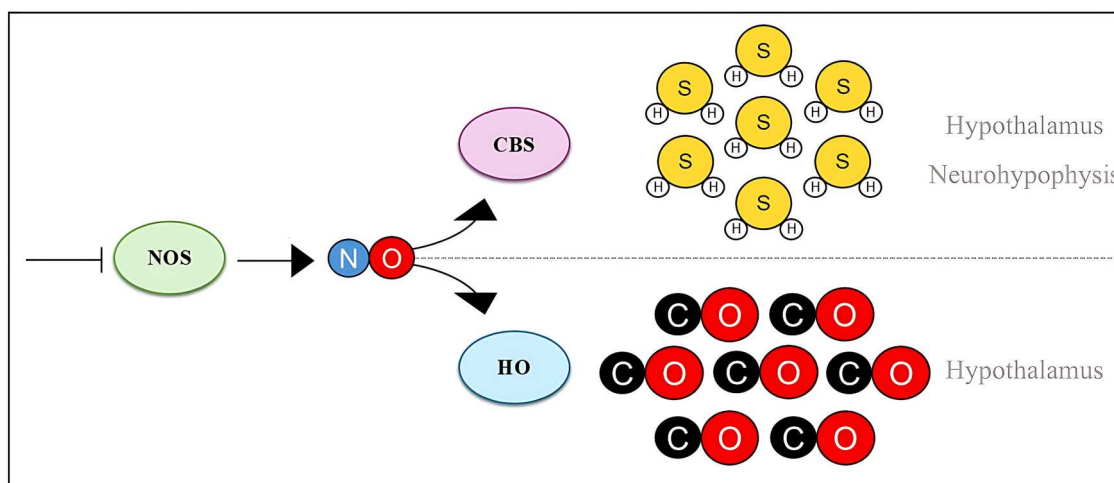 S
H H
S
H H
S
H H
S
H H
S
H H
S
H H
S
H H
Hypothalamus
Neurohypophysis
CBS
NOS
N O
HO
C O C O
C O C O C O
C O C O
Hypothalamus